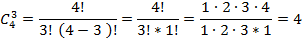 C₄³ = 4! / 3! (4 − 3 )! = 4! / 3! * 1! = 1 · 2 · 3 · 4 / 1 · 2 · 3 * 1 = 4